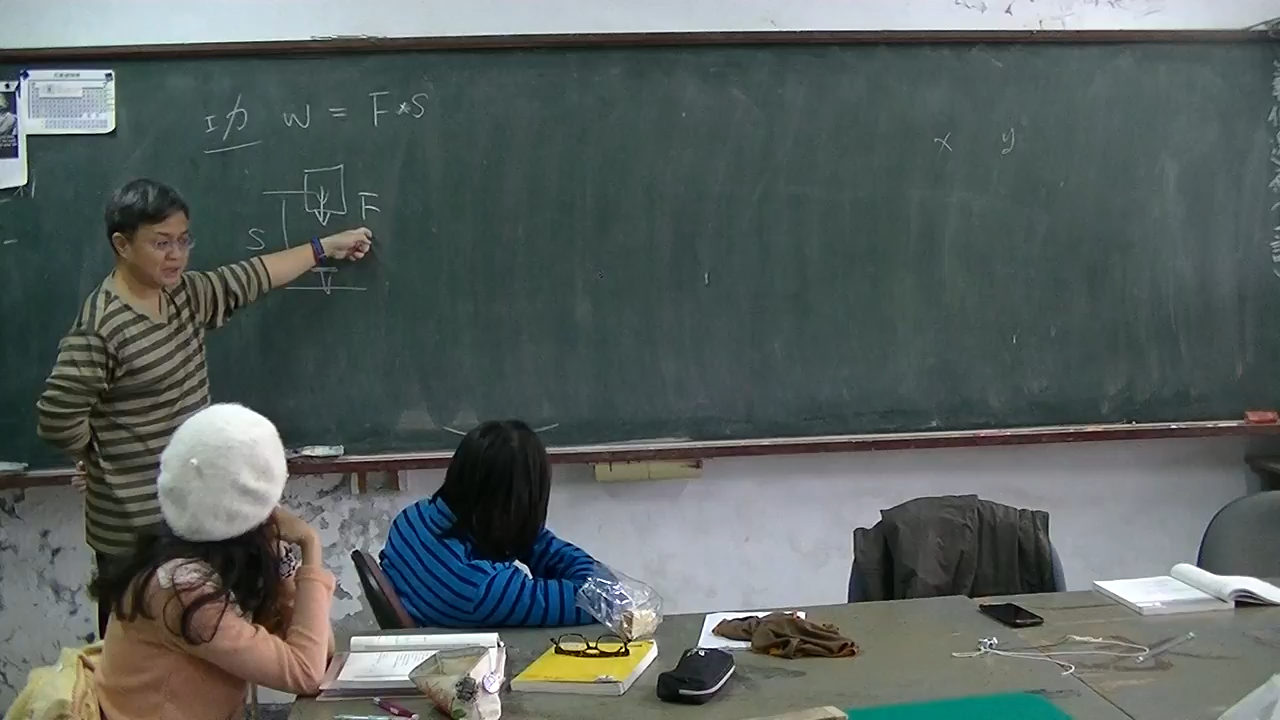 功 W = F*S
x y
F
S